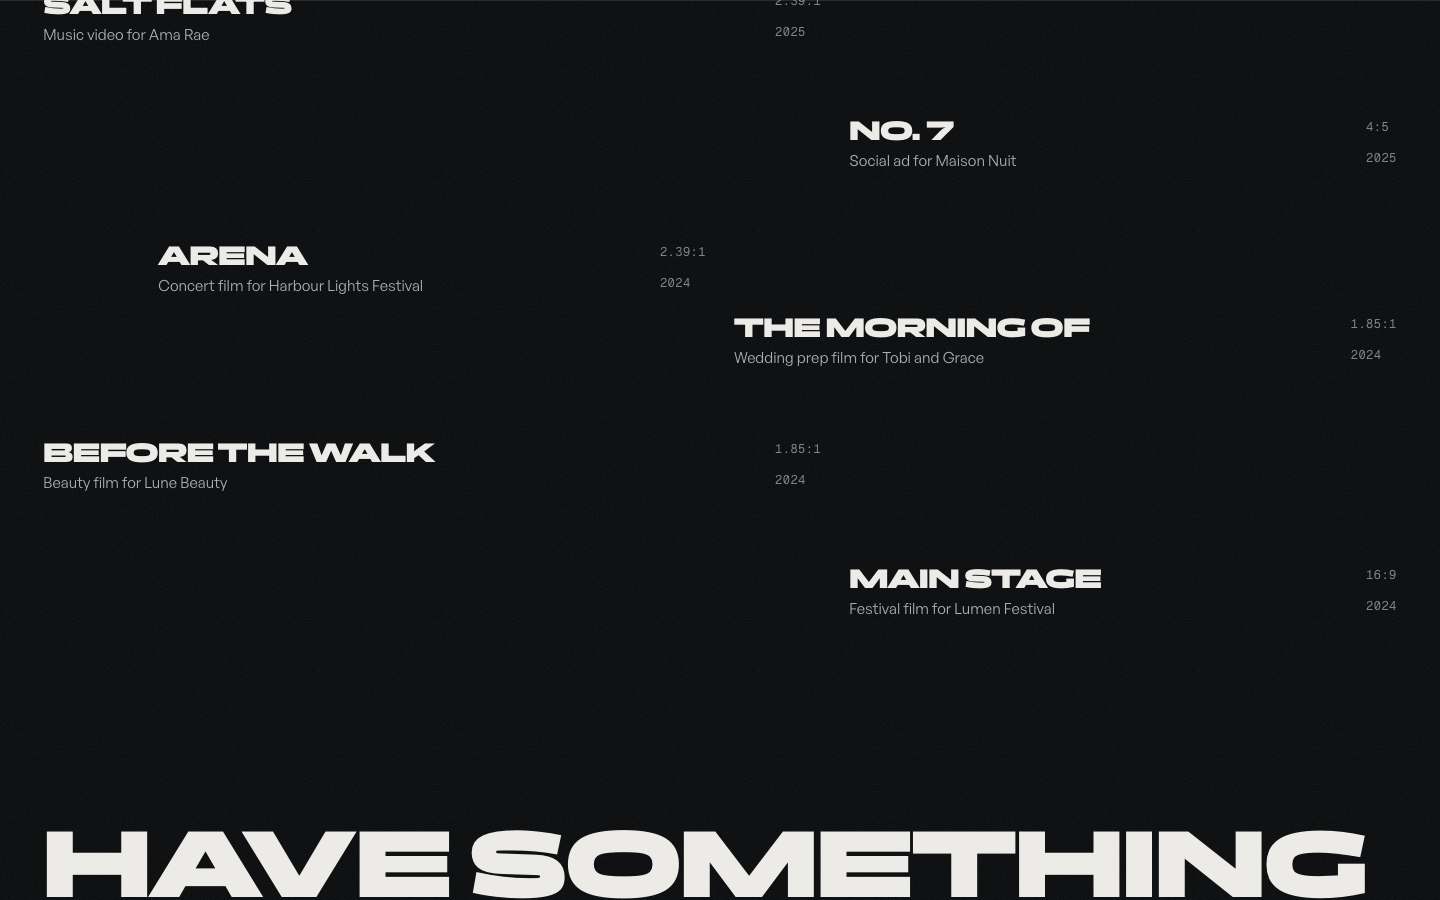 SALT FLATS
2.39:1
Music video for Ama Rae
2025
NO. 7
4:5
Social ad for Maison Nuit
2025
ARENA
2.39:1
Concert film for Harbour Lights Festival
2024
THE MORNING OF
1.85:1
Wedding prep film for Tobi and Grace
2024
BEFORE THE WALK
1.85:1
Beauty film for Lune Beauty
2024
MAIN STAGE
16:9
Festival film for Lumen Festival
2024
HAVE SOMETHING